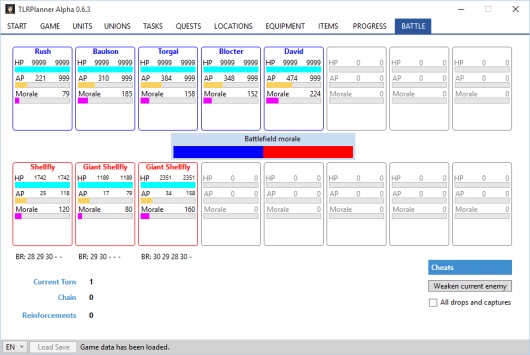 TLRPlanner Alpha 0.6.3
START GAME UNITS UNIONS TASKS QUESTS LOCATIONS EQUIPMENT ITEMS PROGRESS BATTLE
Rush Baulson Torgal Blocter David
HP 9999 9999 HP 9999 9999 HP 9999 9999 HP 9999 9999 HP 9999 9999 HP 0 0 HP 0 0 HP 0 0
AP 221 999 AP 310 999 AP 384 999 AP 348 999 AP 474 999 AP 0 0 AP 0 0 AP 0 0
Morale 79 Morale 185 Morale 158 Morale 152 Morale 224 Morale 0 Morale 0 Morale 0
Battlefield morale
Shellfly Giant Shellfly Giant Shellfly
HP 1742 1742 HP 1189 1189 HP 2351 2351 HP 0 0 HP 0 0 HP 0 0 HP 0 0 HP 0 0
AP 25 118 AP 17 79 AP 34 158 AP 0 0 AP 0 0 AP 0 0 AP 0 0 AP 0 0
Morale 120 Morale 80 Morale 160 Morale 0 Morale 0 Morale 0 Morale 0 Morale 0
BR: 28 29 30 - - BR: 29 30 - - - BR: 30 29 28 30 -
Current Turn 1
Chain 0
Reinforcements 0
Cheats
Weaken current enemy
All drops and captures
EN Load Save Game data has been loaded.